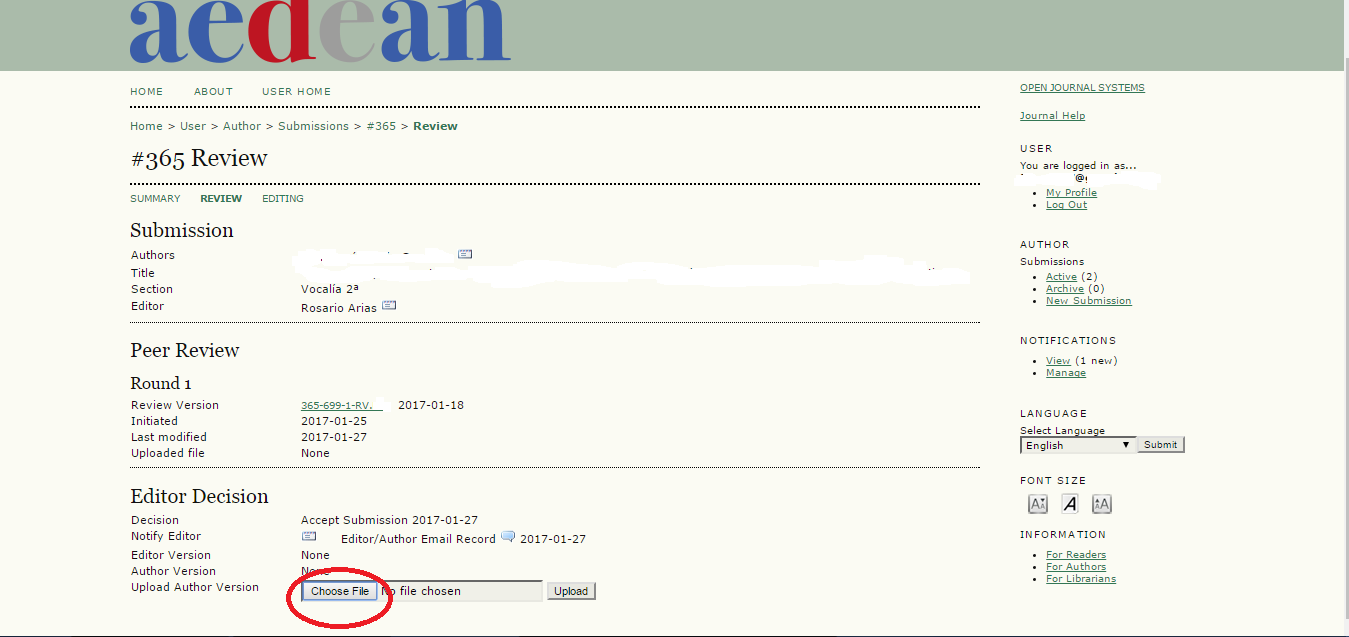 aedean
HOME ABOUT USER HOME
Home > User > Author > Submissions > #365 > Review
#365 Review
SUMMARY REVIEW EDITING
Submission
Authors
Title
Section Vocalía 2ª
Editor Rosario Arias
Peer Review
Round 1
Review Version 365-699-1-RV. 2017-01-18
Initiated 2017-01-25
Last modified 2017-01-27
Uploaded file None
Editor Decision
Decision Accept Submission 2017-01-27
Notify Editor Editor/Author Email Record 2017-01-27
Editor Version None
Author Version None
Upload Author Version Choose File No file chosen Upload
OPEN JOURNAL SYSTEMS
Journal Help
USER
You are logged in as...
My Profile
Log Out
AUTHOR
Submissions
Active (2)
Archive (0)
New Submission
NOTIFICATIONS
View (1 new)
Manage
LANGUAGE
Select Language
English Submit
FONT SIZE
A A A
INFORMATION
For Readers
For Authors
For Librarians